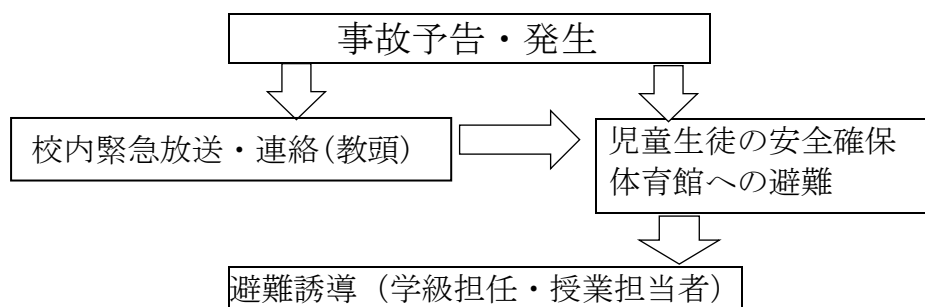 事故予告・発生
校内緊急放送・連絡(教頭)
児童生徒の安全確保
体育館への避難
避難誘導（学級担任・授業担当者）